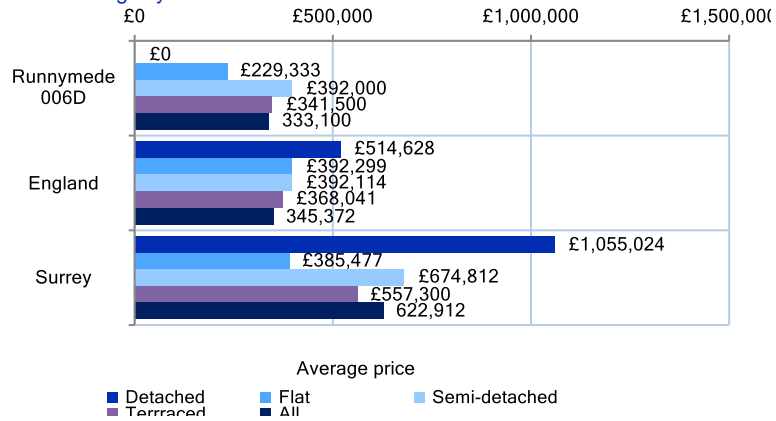 £0 £500,000 £1,000,000 £1,500,000
£0
Runnymede 006D
£229,333
£392,000
£341,500
333,100
£514,628
£392,299
England
£392,114
£368,041
345,372
£1,055,024
£385,477
Surrey
£674,812
£557,300
622,912
Average price
Detached Flat Semi-detached
Terrraced All